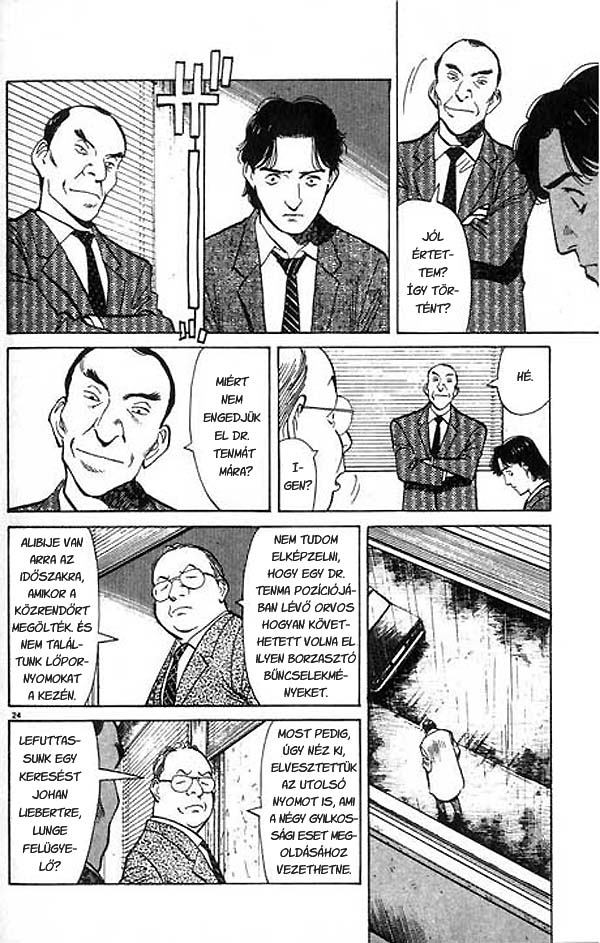 JÓL
ÉRTET-
TEM?
ÍGY TÖR-
TÉNT?
HÉ.
I-
GEN?
MIÉRT
NEM
ENGEDJÜK
EL DR.
TENMÁT
MÁRA?
NEM TUDOM
ELKÉPZELNI,
HOGY EGY DR.
TENMA POZÍCIÓJÁ-
BAN LÉVŐ ORVOS
HOGYAN KÖVET-
HETETT VOLNA EL
ILYEN BORZASZTÓ
BŰNCSELEKMÉ-
NYEKET.
ALIBIJE VAN
ARRA AZ
IDŐSZAKRA,
AMIKOR A
KÖZRENDŐRT
MEGÖLTÉK. ÉS
NEM TALÁL-
TUNK LŐPOR-
NYOMOKAT
A KEZÉN.
MOST PEDIG,
ÚGY NÉZ KI,
ELVESZTETTÜK
AZ UTOLSÓ
NYOMOT IS, AMI
A NÉGY GYILKOS-
SÁGI ESET MEG-
OLDÁSÁHOZ
VEZETHETNE.
LEFUTTAS-
SUNK EGY
KERESÉST
JOHAN
LIEBERTRE,
LUNGE
FELÜGYE-
LŐ?
24